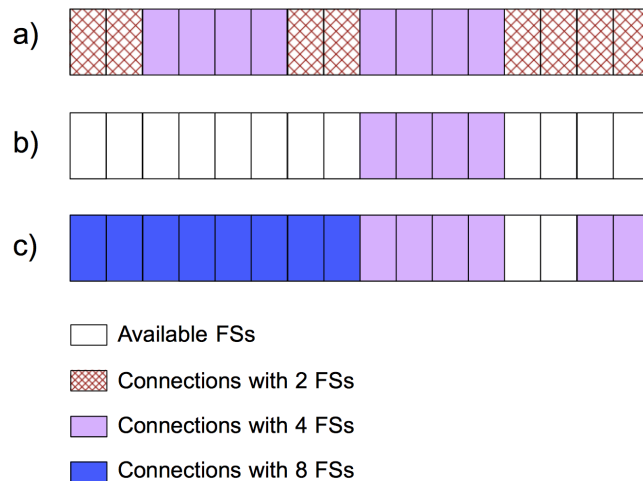 a)
b)
c)
Available FSs
Connections with 2 FSs
Connections with 4 FSs
Connections with 8 FSs